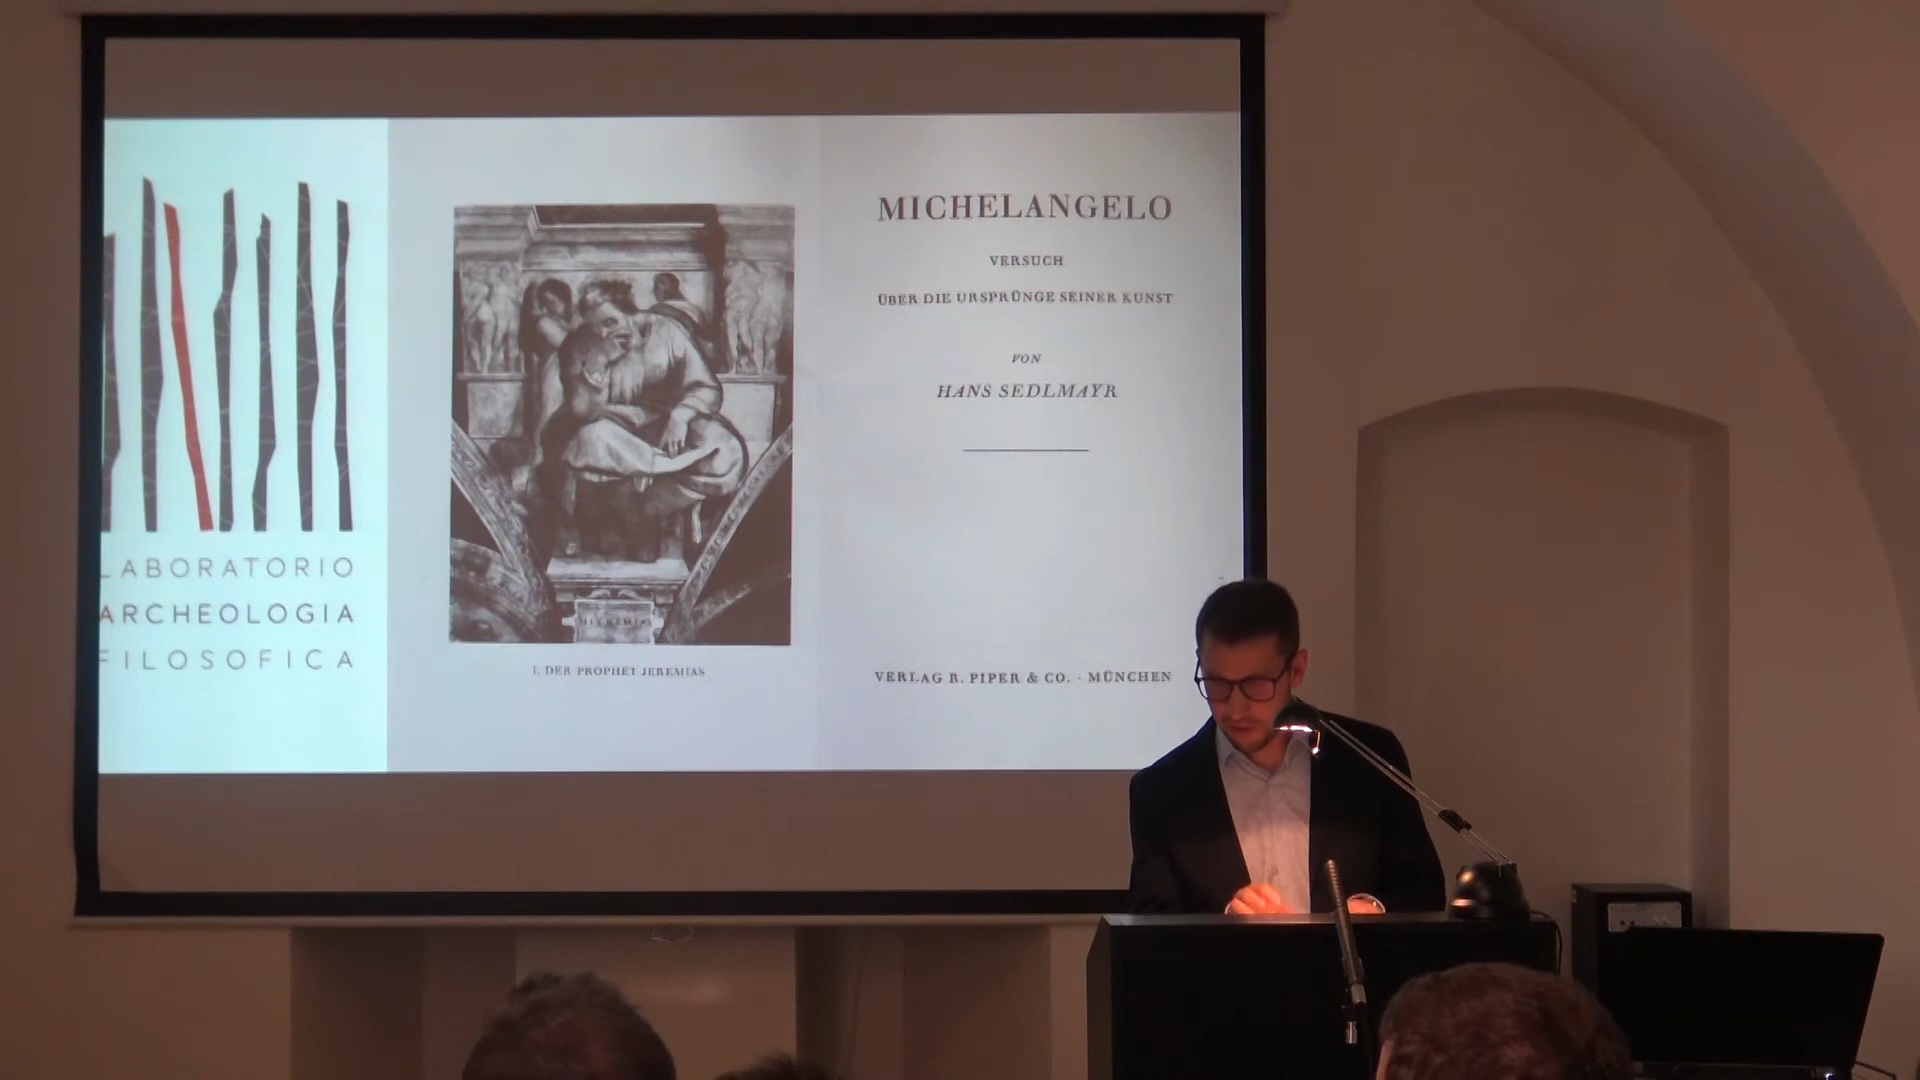 LABORATORIO
ARCHEOLOGIA
FILOSOFICA
HIEREMIAS
I. DER PROPHET JEREMIAS
MICHELANGELO
VERSUCH
ÜBER DIE URSPRÜNGE SEINER KUNST
VON
HANS SEDLMAYR
VERLAG R. PIPER & CO. · MÜNCHEN